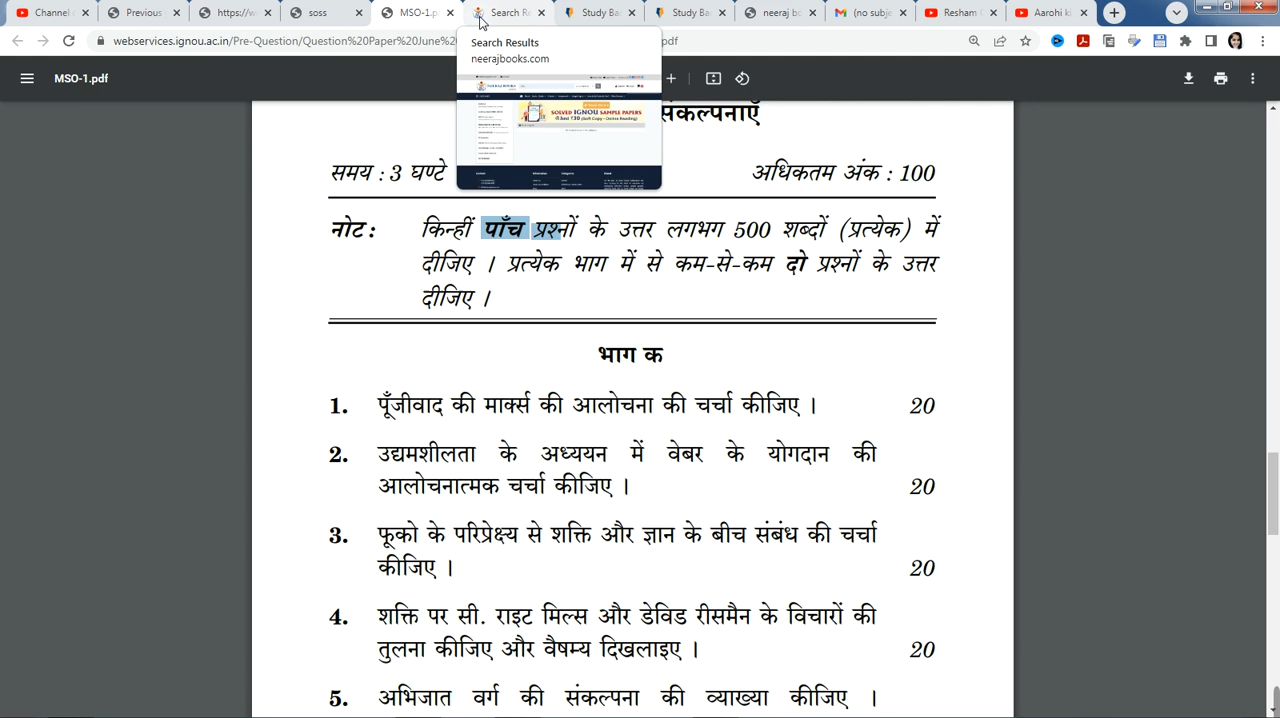 Channel
Previous
https://w
soss
MSO-1.p
Search R
Study Ba
Study Ba
neeraj bo
(no subje
Resham
Aarohi ki
webservices.ignou.ac.in/Pre-Question/Question%20Paper%20June
pdf
Search Results
neerajbooks.com
MSO-1.pdf
SOLVED IGNOU SAMPLE PAPERS
संकल्पनाएँ
समय : 3 घण्टे
अधिकतम अंक : 100
नोट : किन्हीं पाँच प्रश्नों के उत्तर लगभग 500 शब्दों (प्रत्येक) में
दीजिए । प्रत्येक भाग में से कम-से-कम दो प्रश्नों के उत्तर
दीजिए ।
भाग क
1. पूँजीवाद की मार्क्स की आलोचना की चर्चा कीजिए । 20
2. उद्यमशीलता के अध्ययन में वेबर के योगदान की
आलोचनात्मक चर्चा कीजिए । 20
3. फूको के परिप्रेक्ष्य से शक्ति और ज्ञान के बीच संबंध की चर्चा
कीजिए । 20
4. शक्ति पर सी. राइट मिल्स और डेविड रीसमैन के विचारों की
तुलना कीजिए और वैषम्य दिखलाइए । 20
5. अभिजात वर्ग की संकल्पना की व्याख्या कीजिए ।